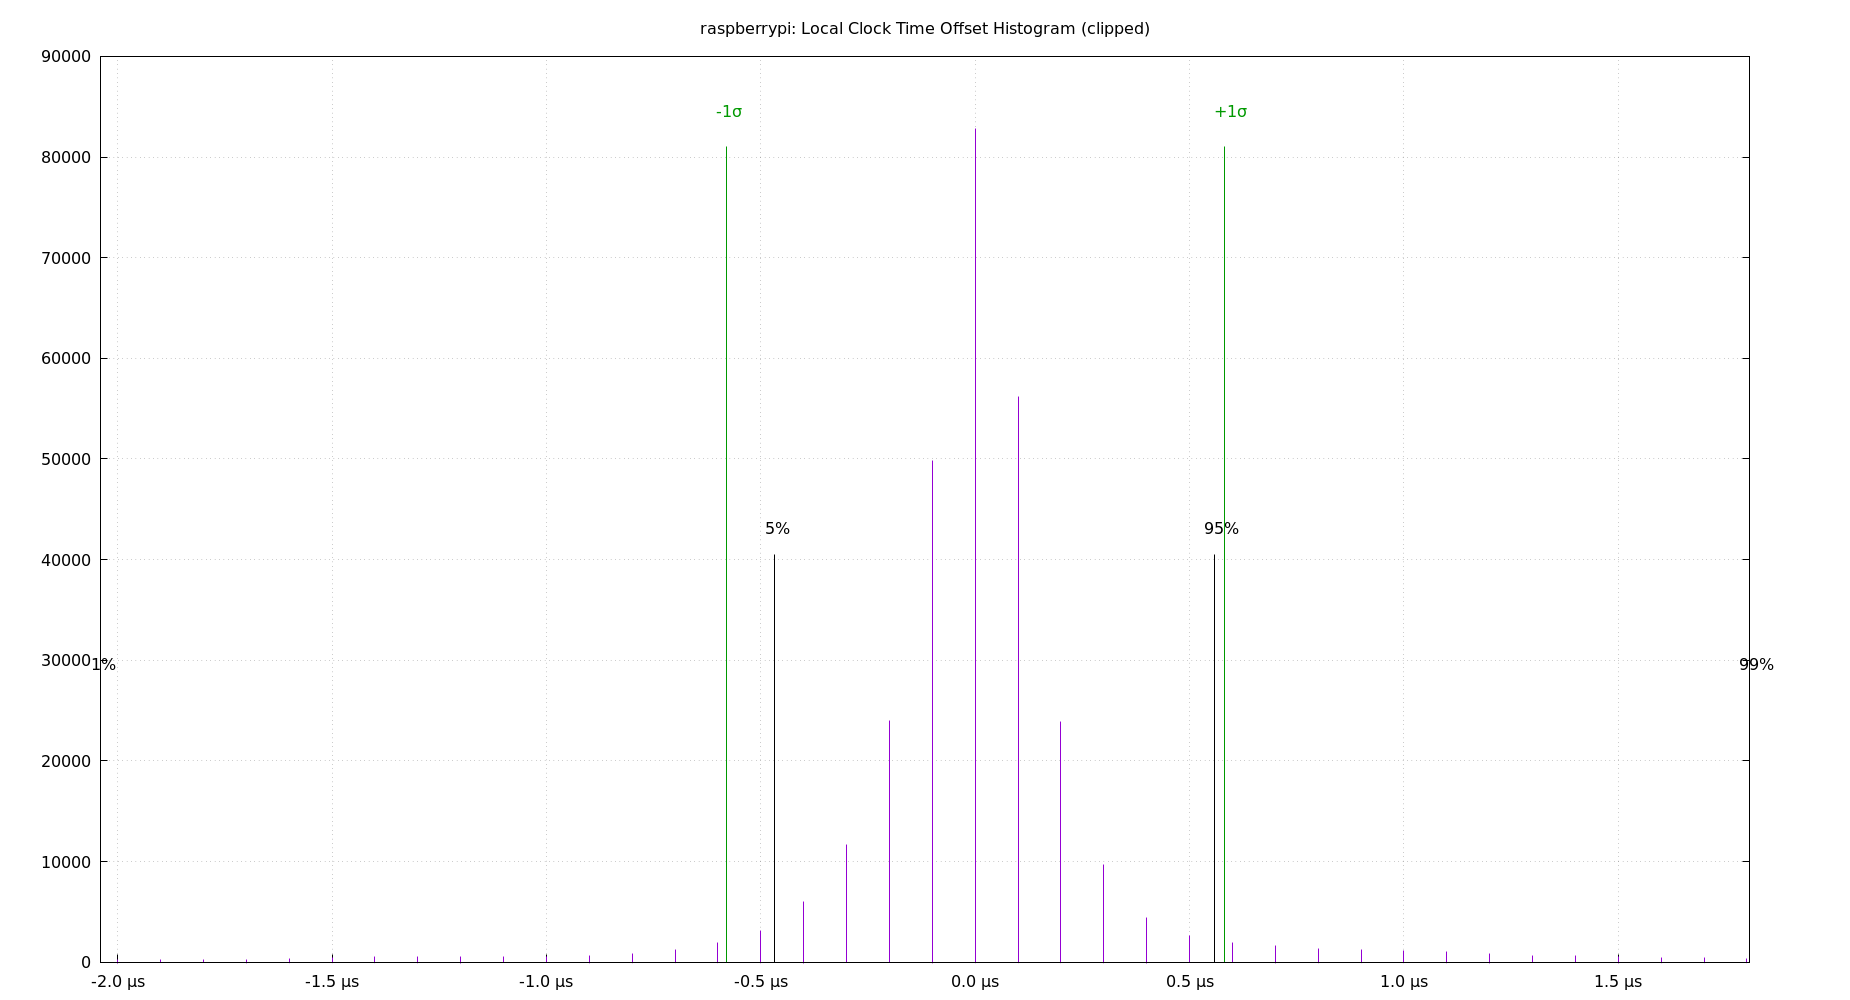 raspberrypi: Local Clock Time Offset Histogram (clipped)
90000
-1σ
+1σ
80000
70000
60000
50000
5%
95%
40000
30000
1%
99%
20000
10000
0
-2.0 µs
-1.5 µs
-1.0 µs
-0.5 µs
0.0 µs
0.5 µs
1.0 µs
1.5 µs